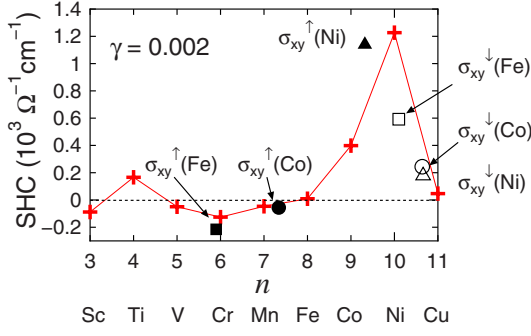 SHC (10³ Ω⁻¹cm⁻¹)
1.4
1.2
1
0.8
0.6
0.4
0.2
0
−0.2
γ = 0.002
σxy↑(Ni)
σxy↓(Fe)
σxy↓(Co)
σxy↓(Ni)
σxy↑(Fe)
σxy↑(Co)
3 4 5 6 7 8 9 10 11
n
Sc Ti V Cr Mn Fe Co Ni Cu